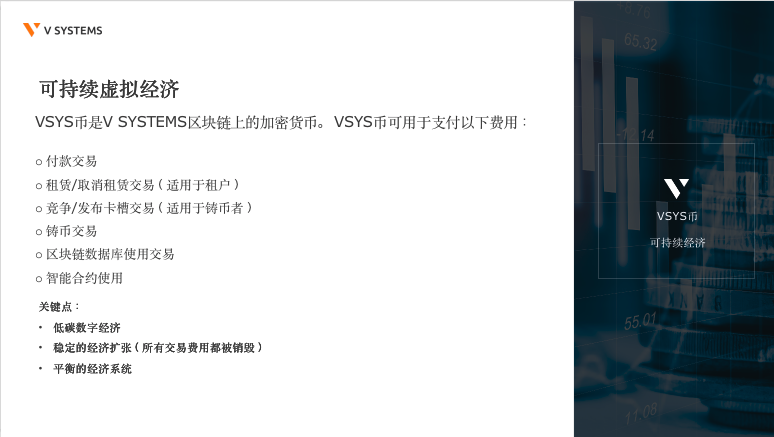 V SYSTEMS
可持续虚拟经济
VSYS币是V SYSTEMS区块链上的加密货币。 VSYS币可用于支付以下费用：
○ 付款交易
○ 租赁/取消租赁交易 ( 适用于租户 )
○ 竞争/发布卡槽交易 ( 适用于铸币者 )
○ 铸币交易
○ 区块链数据库使用交易
○ 智能合约使用
关键点：
• 低碳数字经济
• 稳定的经济扩张 ( 所有交易费用都被销毁 )
• 平衡的经济系统
65.32
VSYS币
可持续经济
55.01
11.08